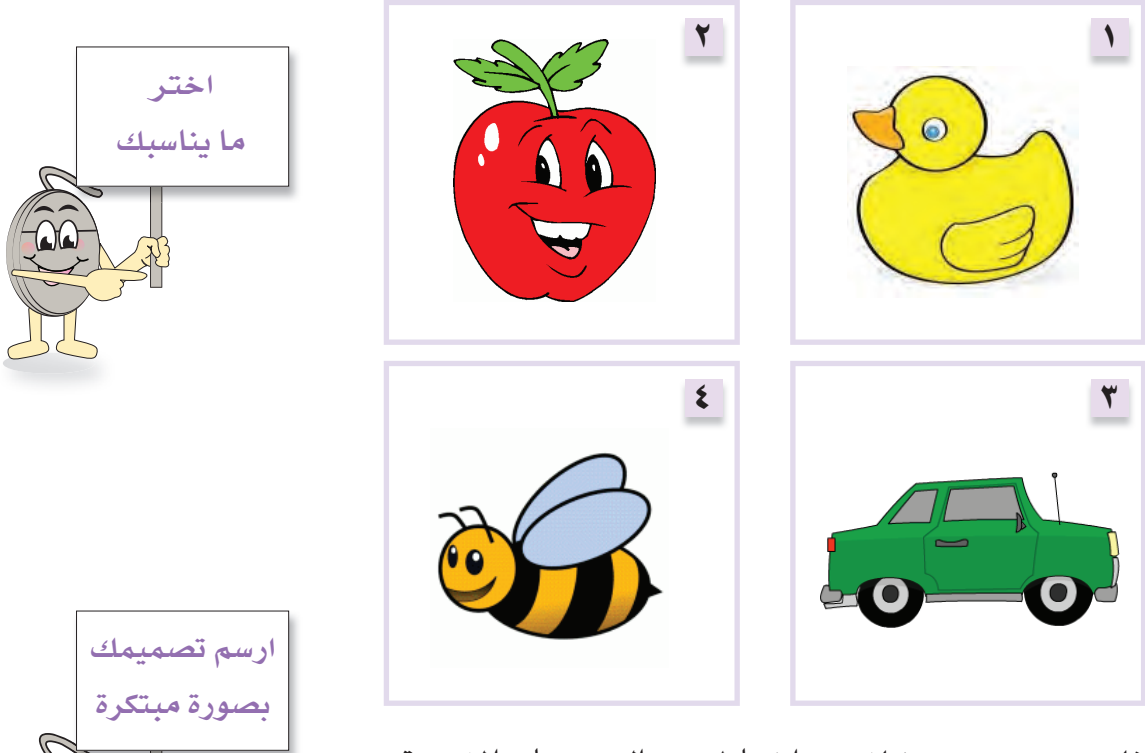 ١
٢
اختر
ما يناسبك
٣
٤
ارسم تصميمك
بصورة مبتكرة